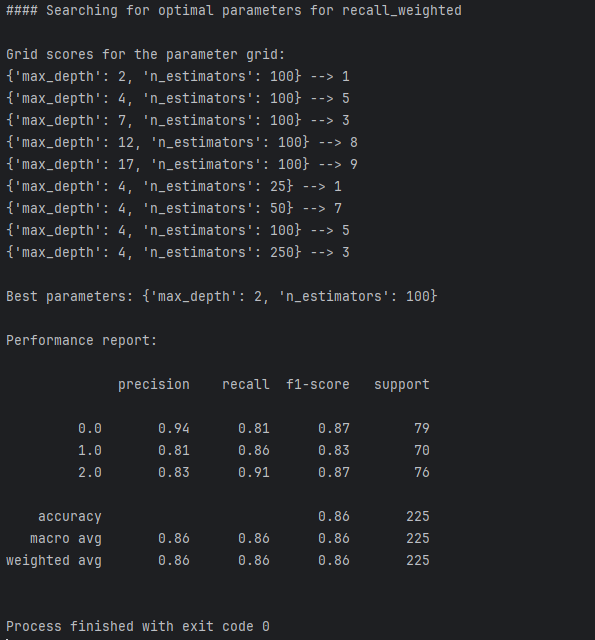 #### Searching for optimal parameters for recall_weighted
Grid scores for the parameter grid:
{'max_depth': 2, 'n_estimators': 100} --> 1
{'max_depth': 4, 'n_estimators': 100} --> 5
{'max_depth': 7, 'n_estimators': 100} --> 3
{'max_depth': 12, 'n_estimators': 100} --> 8
{'max_depth': 17, 'n_estimators': 100} --> 9
{'max_depth': 4, 'n_estimators': 25} --> 1
{'max_depth': 4, 'n_estimators': 50} --> 7
{'max_depth': 4, 'n_estimators': 100} --> 5
{'max_depth': 4, 'n_estimators': 250} --> 3
Best parameters: {'max_depth': 2, 'n_estimators': 100}
Performance report:
precision recall f1-score support
0.0 0.94 0.81 0.87 79
1.0 0.81 0.86 0.83 70
2.0 0.83 0.91 0.87 76
accuracy 0.86 225
macro avg 0.86 0.86 0.86 225
weighted avg 0.86 0.86 0.86 225
Process finished with exit code 0